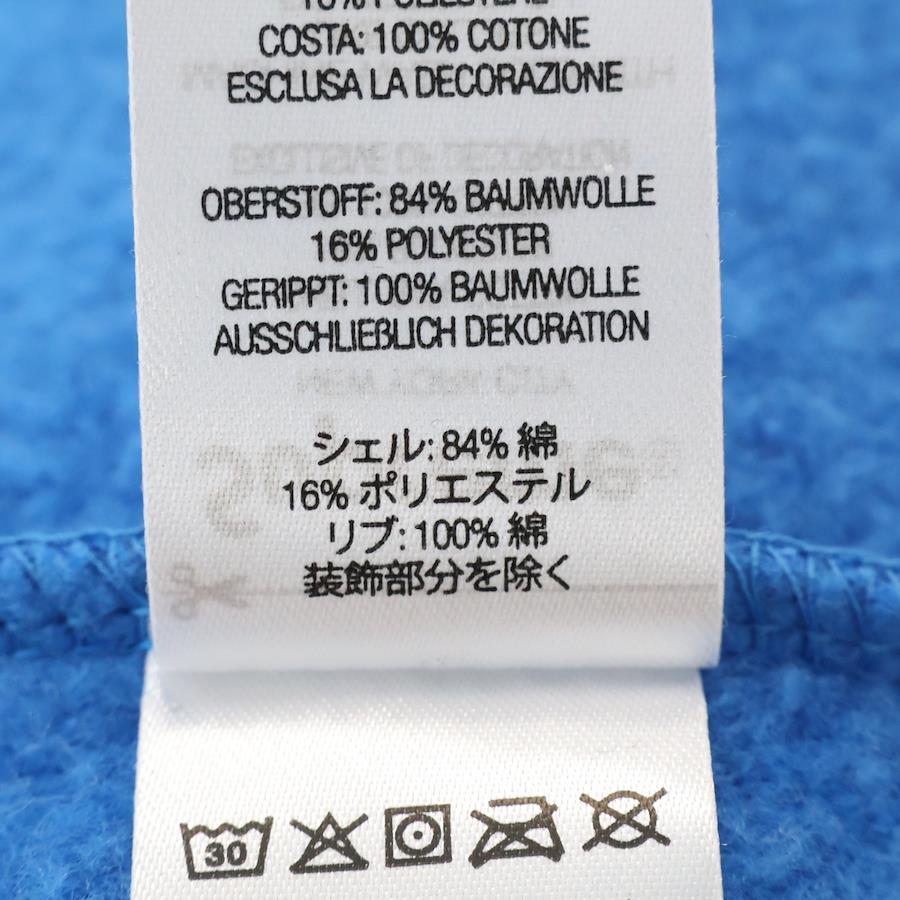 16% POLIESTERE
COSTA: 100% COTONE
ESCLUSA LA DECORAZIONE
OBERSTOFF: 84% BAUMWOLLE
16% POLYESTER
GERIPPT: 100% BAUMWOLLE
AUSSCHLIEßLICH DEKORATION
シェル: 84% 綿
16% ポリエステル
リブ: 100% 綿
装飾部分を除く
30